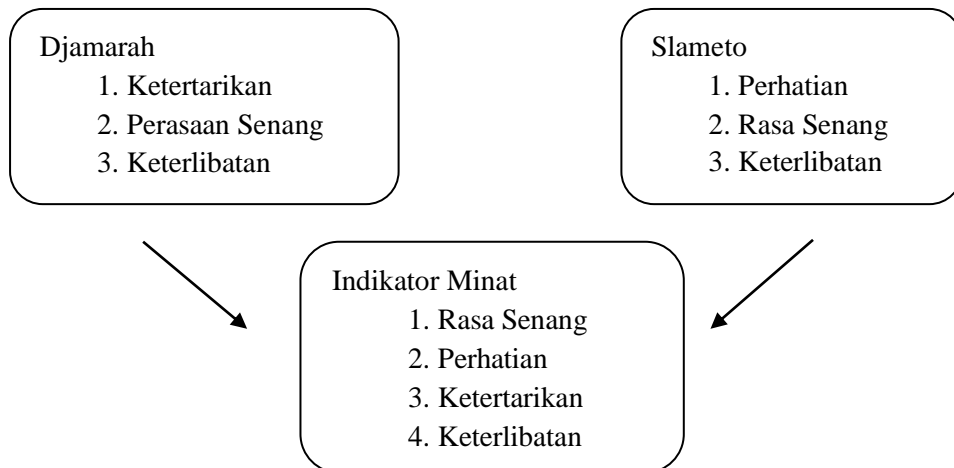 Djamarah
1. Ketertarikan
2. Perasaan Senang
3. Keterlibatan
Slameto
1. Perhatian
2. Rasa Senang
3. Keterlibatan
Indikator Minat
1. Rasa Senang
2. Perhatian
3. Ketertarikan
4. Keterlibatan